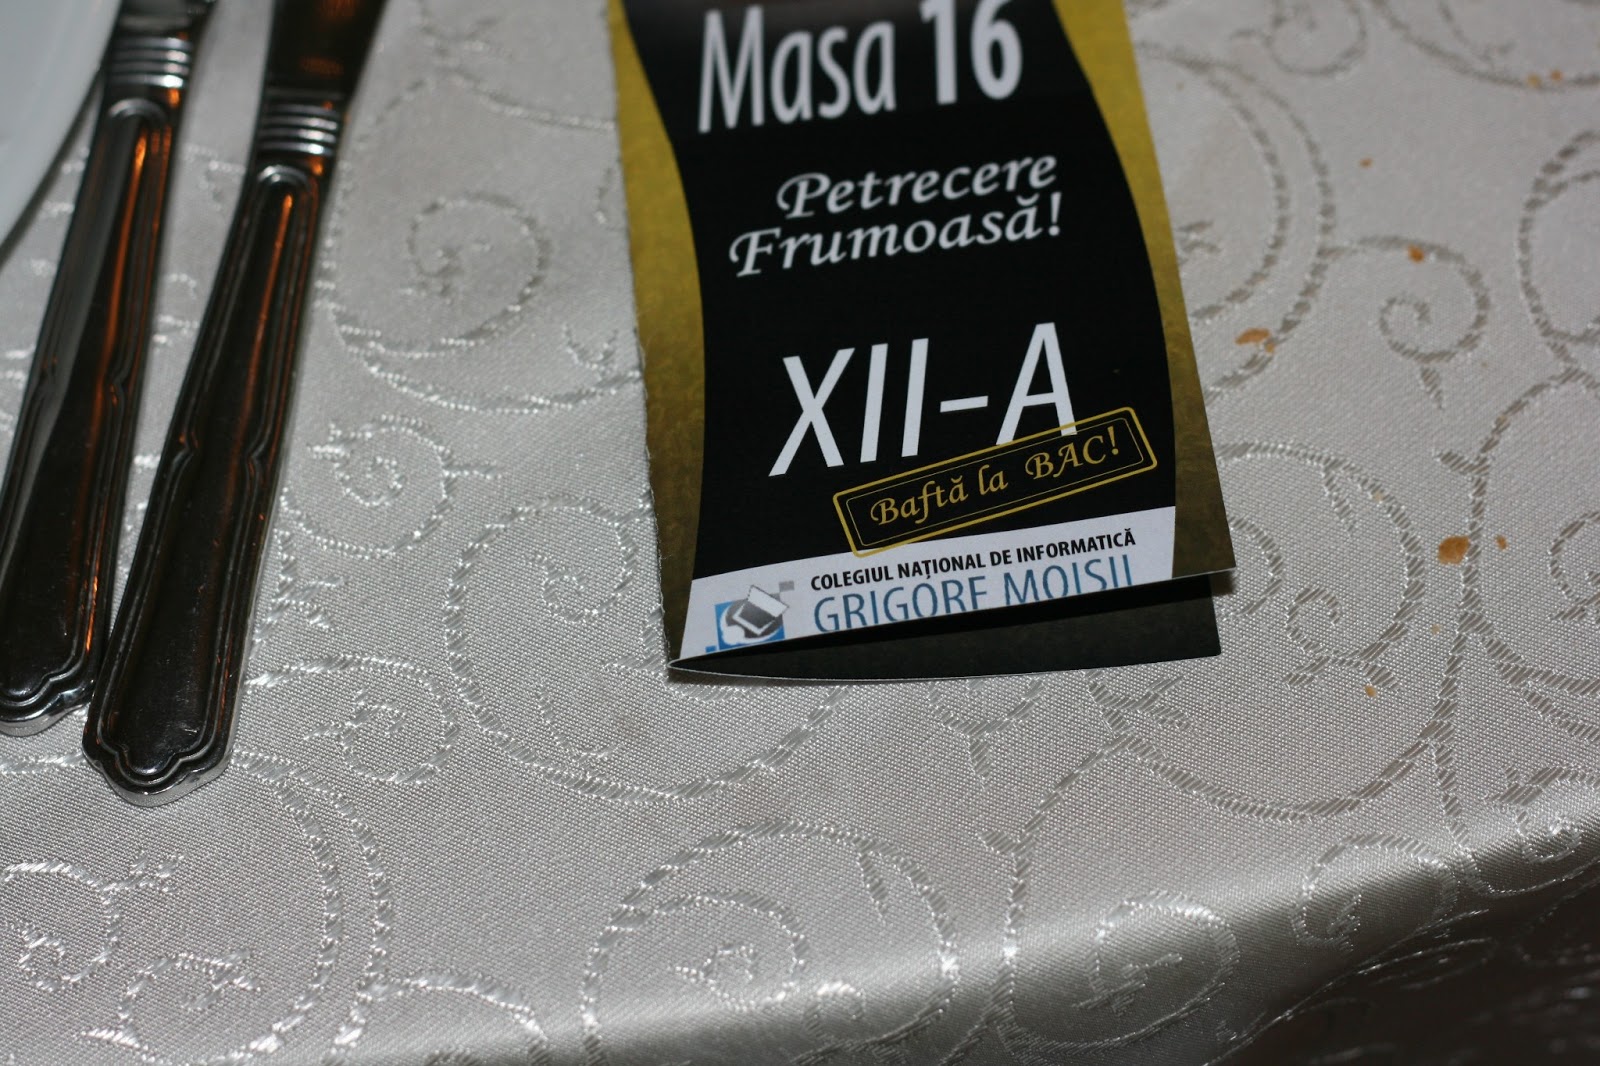 Masa 16
Petrecere
Frumoasă!
XII-A
Baftă la BAC!
COLEGIUL NAȚIONAL DE INFORMATICĂ
GRIGORE MOISIL